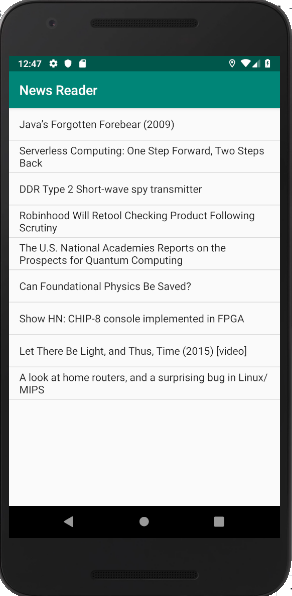 12:47
News Reader
Java's Forgotten Forebear (2009)
Serverless Computing: One Step Forward, Two Steps
Back
DDR Type 2 Short-wave spy transmitter
Robinhood Will Retool Checking Product Following
Scrutiny
The U.S. National Academies Reports on the
Prospects for Quantum Computing
Can Foundational Physics Be Saved?
Show HN: CHIP-8 console implemented in FPGA
Let There Be Light, and Thus, Time (2015) [video]
A look at home routers, and a surprising bug in Linux/
MIPS